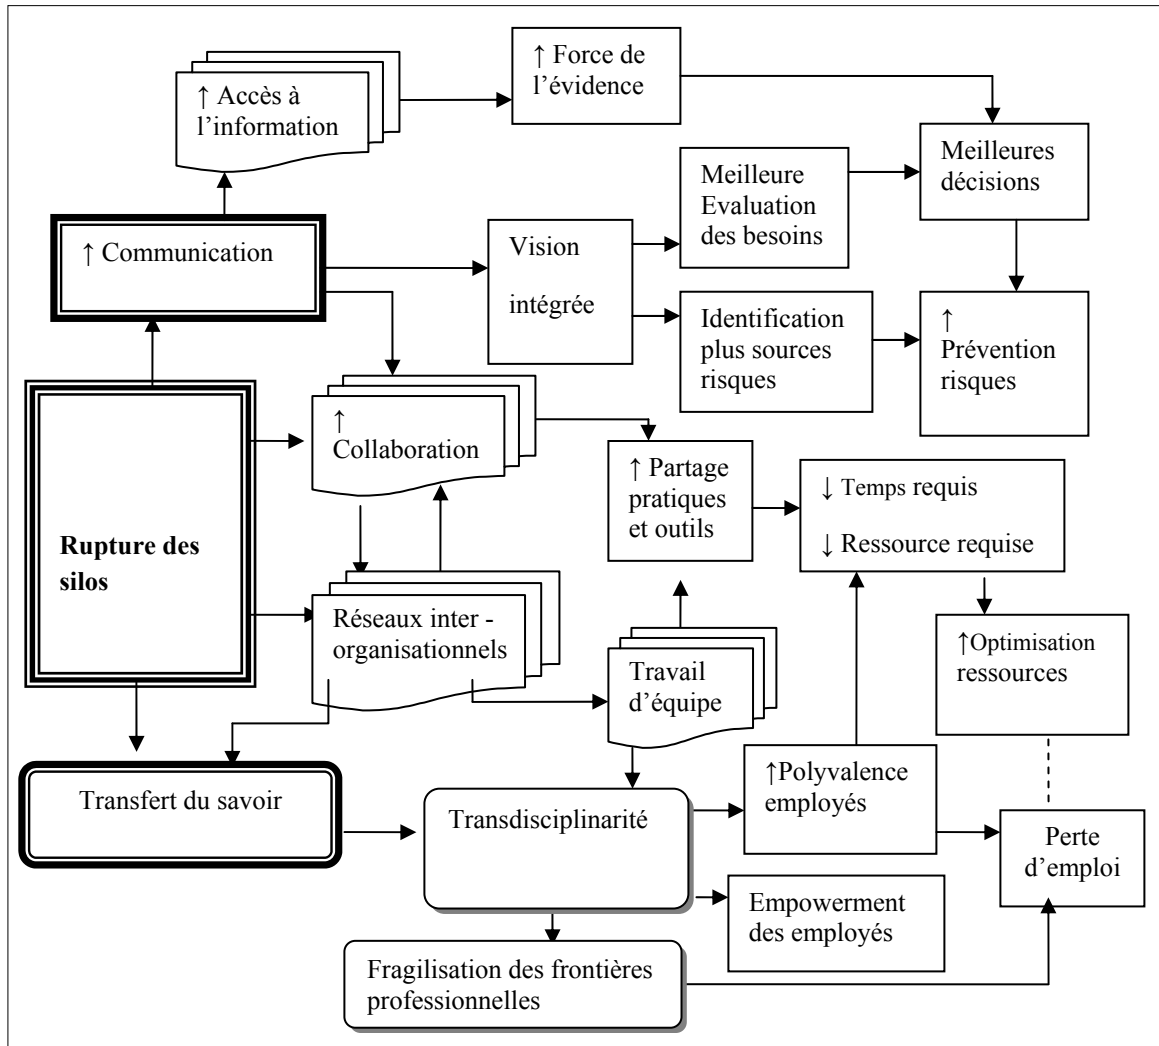 ↑ Force de
l’évidence
↑ Accès à
l’information
Meilleures
décisions
Meilleure
Evaluation
des besoins
↑ Communication
Vision
intégrée
Identification
plus sources
risques
↑
Prévention
risques
↑
Collaboration
↑ Partage
pratiques
et outils
↓ Temps requis
↓ Ressource requise
Rupture des
silos
Réseaux inter -
organisationnels
Travail
d’équipe
↑Optimisation
ressources
Transfert du savoir
Transdisciplinarité
↑Polyvalence
employés
Perte
d’emploi
Empowerment
des employés
Fragilisation des frontières
professionnelles